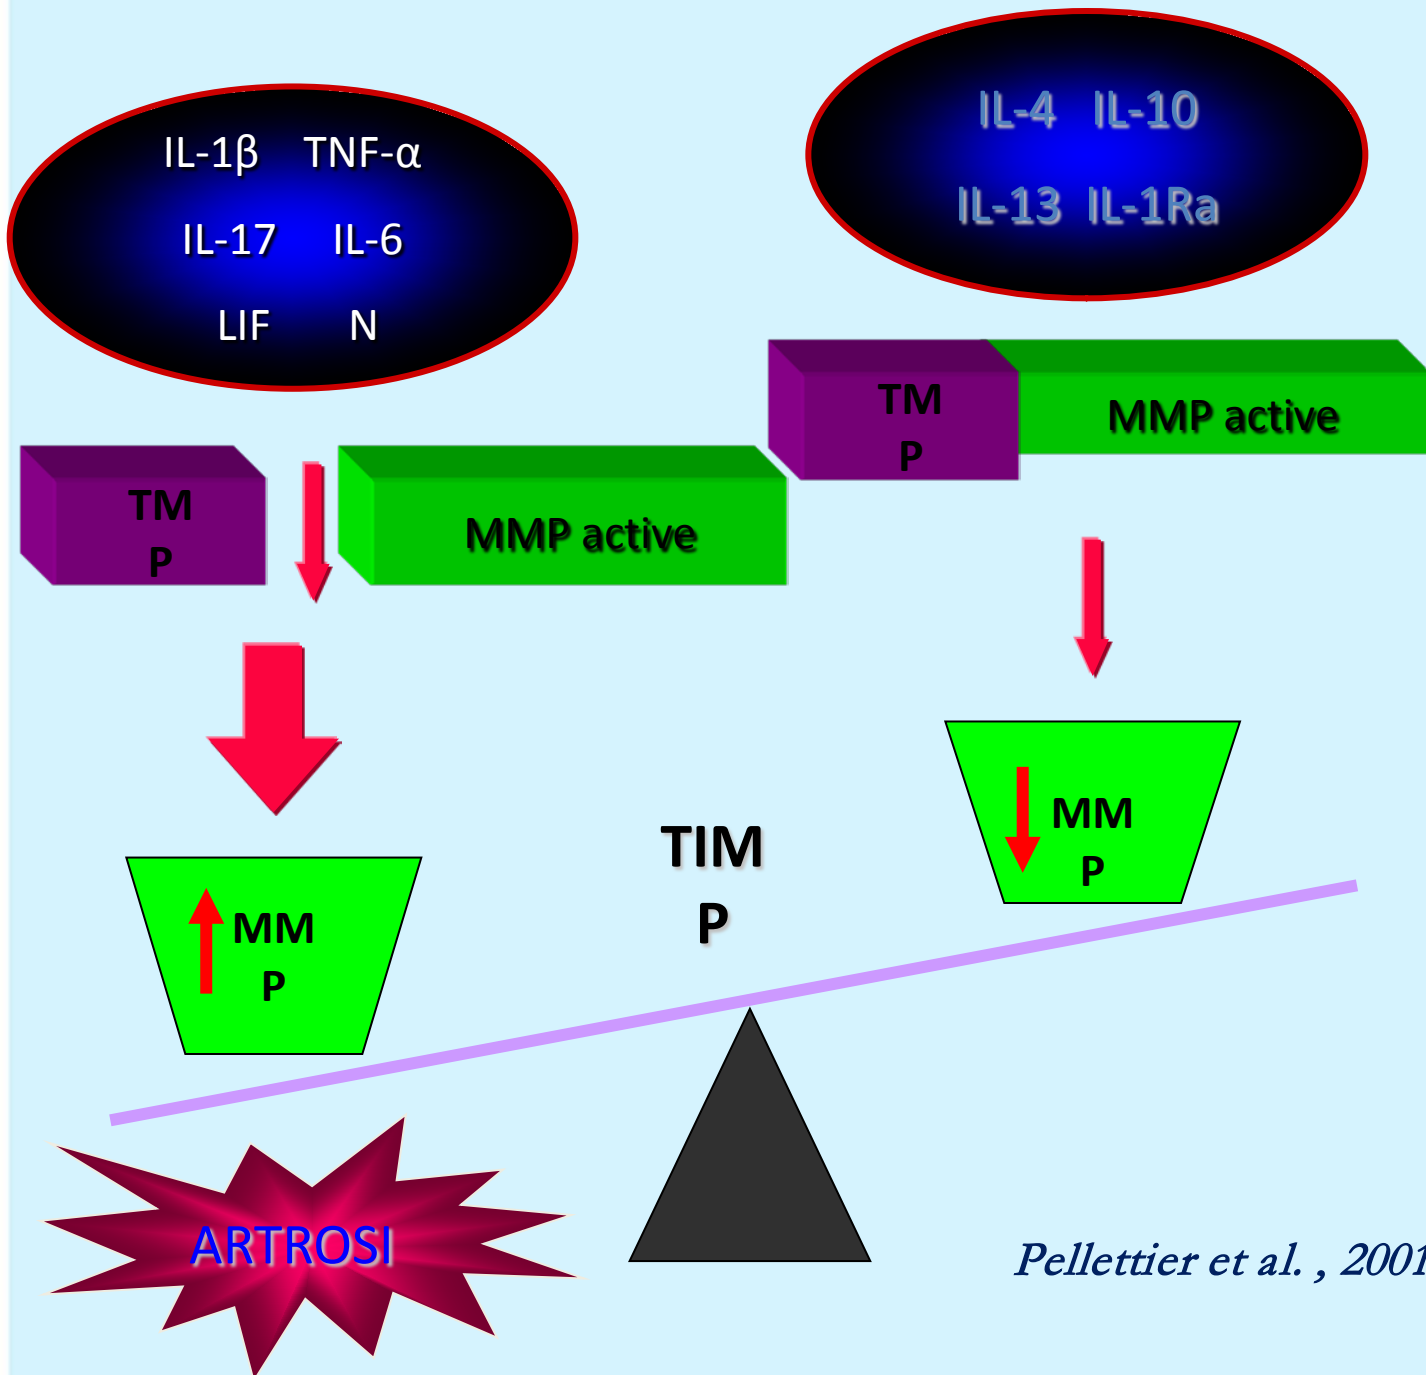 IL-1β TNF-α
IL-17 IL-6
LIF N
IL-4 IL-10
IL-13 IL-1Ra
TM
P
MMP active
TM
P
MMP active
MM
P
TIM
P
MM
P
ARTROSI
Pellettier et al. , 2001